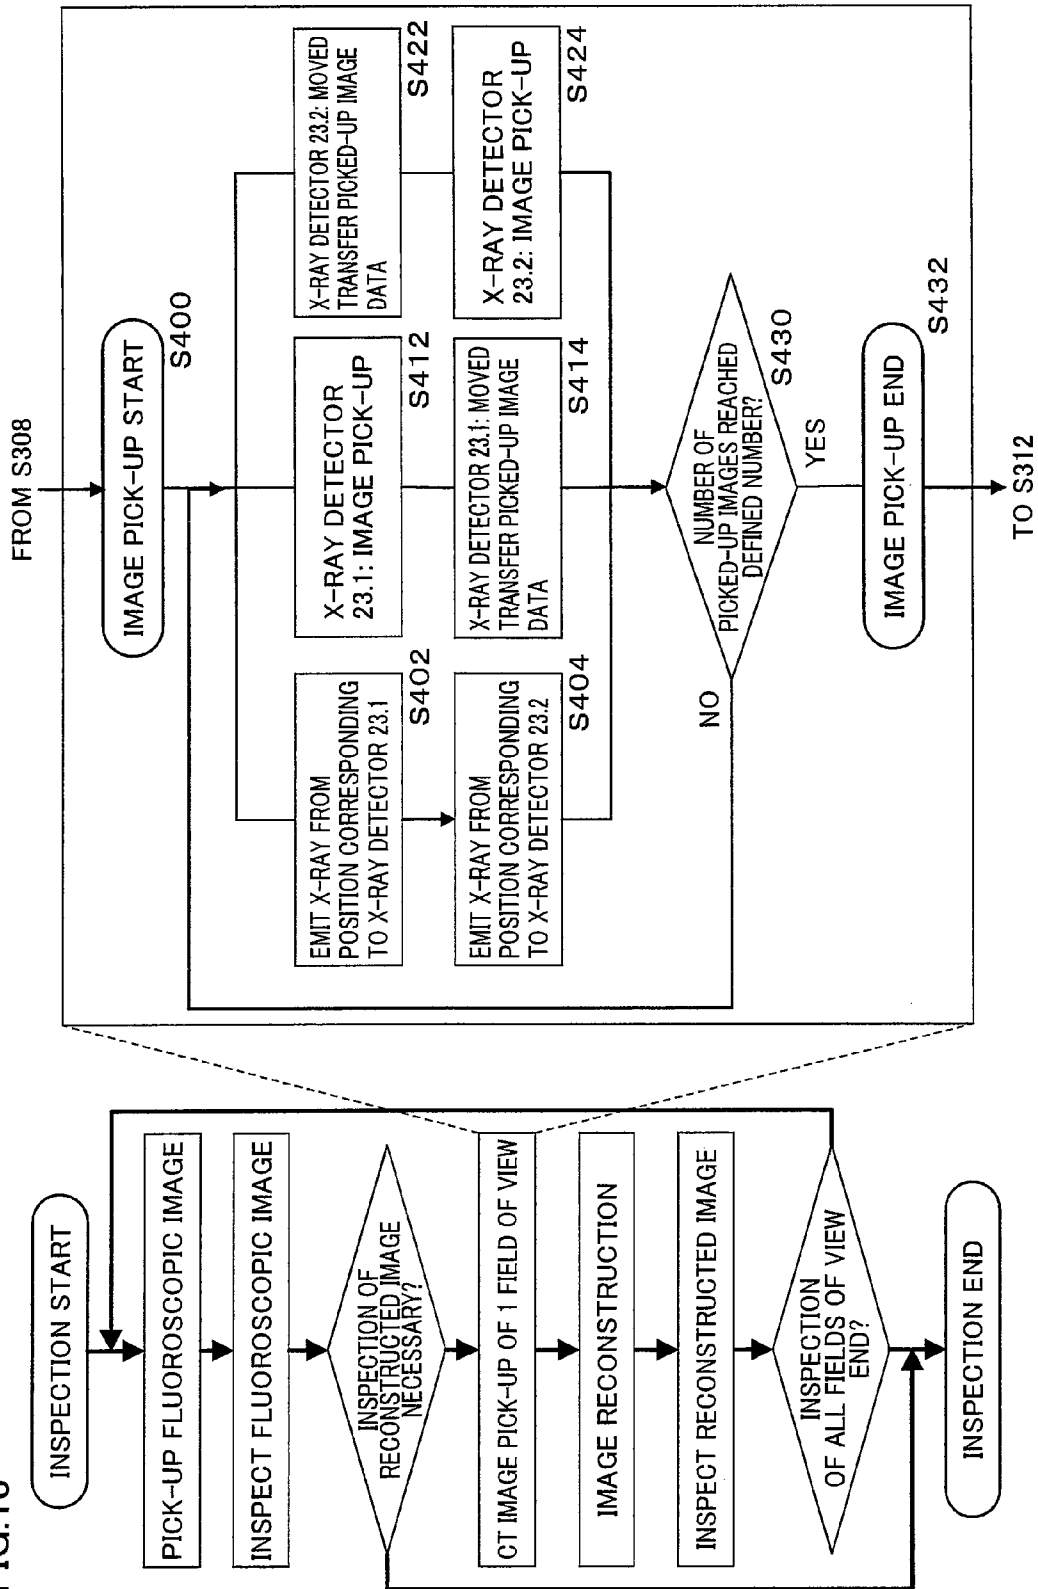 INSPECTION START
PICK-UP FLUOROSCOPIC IMAGE
INSPECT FLUOROSCOPIC IMAGE
INSPECTION OF
RECONSTRUCTED IMAGE
NECESSARY?
CT IMAGE PICK-UP OF 1 FIELD OF VIEW
IMAGE RECONSTRUCTION
INSPECT RECONSTRUCTED IMAGE
INSPECTION
OF ALL FIELDS OF VIEW
END?
INSPECTION END
FROM S308
IMAGE PICK-UP START
S400
EMIT X-RAY FROM
POSITION CORRESPONDING
TO X-RAY DETECTOR 23.1
S402
EMIT X-RAY FROM
POSITION CORRESPONDING
TO X-RAY DETECTOR 23.2
S404
X-RAY DETECTOR
23.1: IMAGE PICK-UP
S412
X-RAY DETECTOR 23.1: MOVED
TRANSFER PICKED-UP IMAGE
DATA
S414
X-RAY DETECTOR 23.2: MOVED
TRANSFER PICKED-UP IMAGE
DATA
S422
X-RAY DETECTOR
23.2: IMAGE PICK-UP
S424
NUMBER OF
PICKED-UP IMAGES REACHED
DEFINED NUMBER?
S430
NO
YES
IMAGE PICK-UP END
S432
TO S312